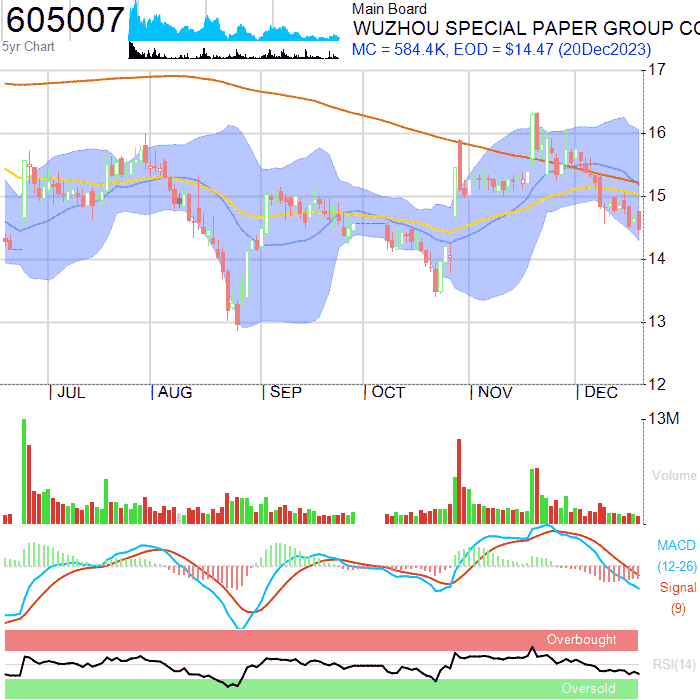 605007
5yr Chart
Main Board
WUZHOU SPECIAL PAPER GROUP CO
MC = 584.4K, EOD = $14.47 (20Dec2023)
17
16
15
14
13
12
JUL AUG SEP OCT NOV DEC
13M
Volume
MACD
(12-26)
Signal
(9)
Overbought
RSI(14)
Oversold